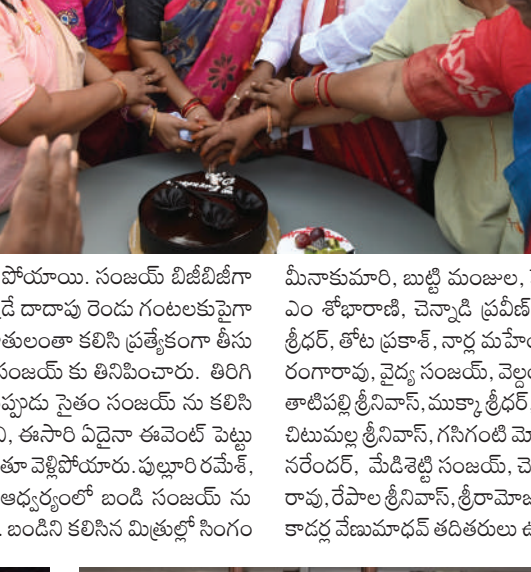 పోయాయి. సంజయ్ బిజీబిజీగా
డే దాదాపు రెండు గంటలకుపైగా
తులంతా కలిసి ప్రత్యేకంగా తీసు
సంజయ్ కు తినిపించారు. తిరిగి
ప్పుడు సైతం సంజయ్ ను కలిసి
ఈసారి ఏదైనా ఈవెంట్ పెట్టు
తూ వెళ్లిపోయారు. పుల్లూరి రమేశ్,
ఆధ్వర్యంలో బండి సంజయ్ ను
. బండిని కలిసిన మిత్రుల్లో సింగం
మీనాకుమారి, బుట్టి మంజుల,
ఎం శోభారాణి, చెన్నాడి ప్రవీణ్
శ్రీధర్, తోట ప్రకాశ్, నార్ల మహేం
రంగారావు, వైద్య సంజయ్, వెల్దం
తాటిపల్లి శ్రీనివాస్, ముక్కా శ్రీధర్,
చిటుమల్ల శ్రీనివాస్, గసిగంటి మో
నరేందర్, మేడిశెట్టి సంజయ్, చె
రావు, రేపాల శ్రీనివాస్, శ్రీరామోజ
కాడర్ల వేణుమాధవ్ తదితరులు ఉ